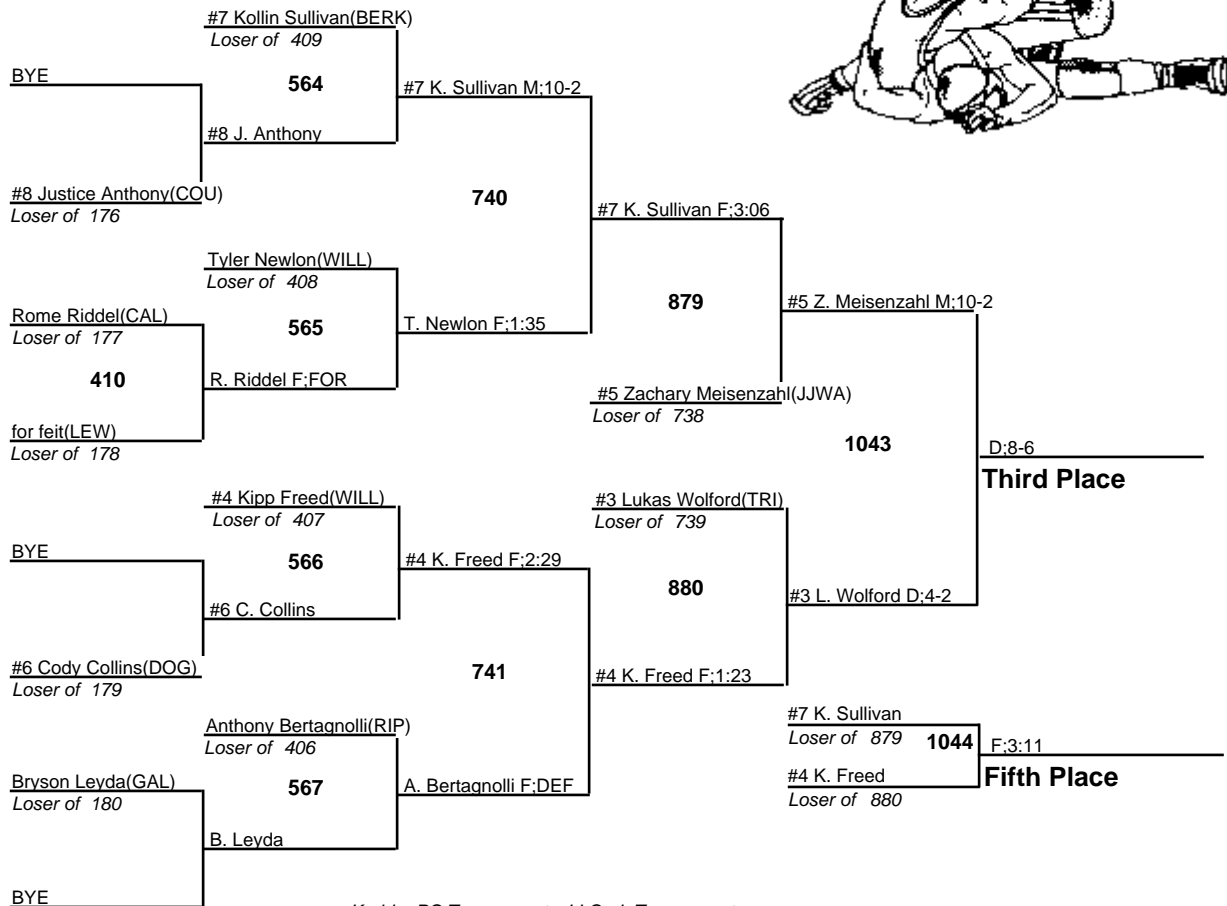 #7 Kollin Sullivan(BERK)
Loser of 409
BYE
564
#7 K. Sullivan M;10-2
#8 J. Anthony
#8 Justice Anthony(COU)
Loser of 176
740
#7 K. Sullivan F;3:06
Tyler Newlon(WILL)
Loser of 408
Rome Riddel(CAL)
Loser of 177
565
T. Newlon F;1:35
879
#5 Z. Meisenzahl M;10-2
410
R. Riddel F;FOR
#5 Zachary Meisenzahl(JJWA)
Loser of 738
for feit(LEW)
Loser of 178
1043
D;8-6
Third Place
#4 Kipp Freed(WILL)
Loser of 407
#3 Lukas Wolford(TRI)
Loser of 739
BYE
566
#4 K. Freed F;2:29
880
#6 C. Collins
#3 L. Wolford D;4-2
#6 Cody Collins(DOG)
Loser of 179
741
#4 K. Freed F;1:23
Anthony Bertagnolli(RIP)
Loser of 406
#7 K. Sullivan
Loser of 879
1044
F;3:11
Fifth Place
Bryson Leyda(GAL)
Loser of 180
567
A. Bertagnolli F;DEF
#4 K. Freed
Loser of 880
B. Leyda
BYE